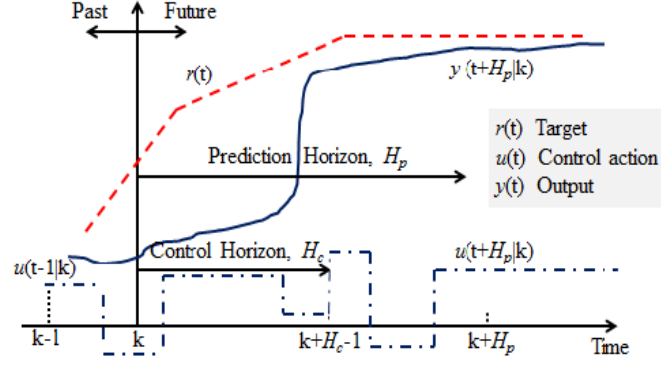 Past Future
r(t)
y (t+Hp|k)
r(t) Target
u(t) Control action
y(t) Output
Prediction Horizon, Hp
Control Horizon, Hc
u(t-1|k)
u(t+Hp|k)
k-1 k k+Hc-1 k+Hp Time